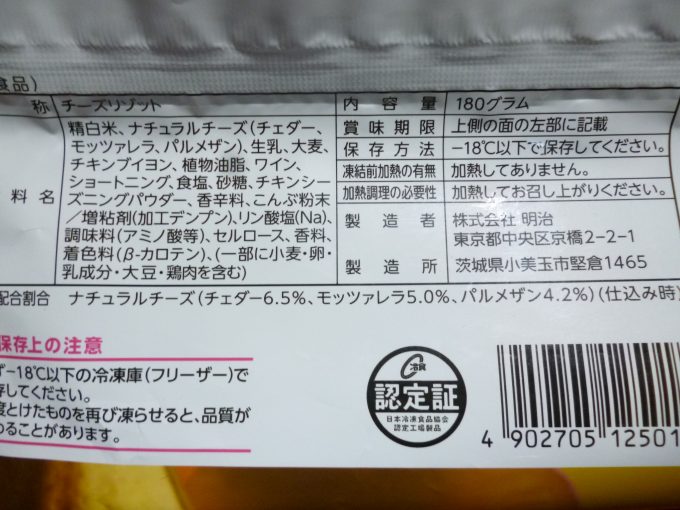 食品)
称 チーズリゾット
料名 精白米、ナチュラルチーズ(チェダー、
モッツァレラ、パルメザン)、生乳、大麦、
チキンブイヨン、植物油脂、ワイン、
ショートニング、食塩、砂糖、チキンシー
ズニングパウダー、香辛料、こんぶ粉末
/増粘剤(加工デンプン)、リン酸塩(Na)、
調味料(アミノ酸等)、セルロース、香料、
着色料(β-カロテン)、(一部に小麦・卵・
乳成分・大豆・鶏肉を含む)
内容量 180グラム
賞味期限 上側の面の左部に記載
保存方法 −18℃以下で保存してください。
凍結前加熱の有無 加熱してありません。
加熱調理の必要性 加熱してお召し上がりください。
製造者 株式会社 明治
東京都中央区京橋2−2−1
製造所 茨城県小美玉市堅倉1465
配合割合 ナチュラルチーズ(チェダー6.5%、モッツァレラ5.0%、パルメザン4.2%)(仕込み時)
保存上の注意
ず−18℃以下の冷凍庫(フリーザー)で
存してください。
度とけたものを再び凍らせると、品質が
わることがあります。
冷食
認定証
日本冷凍食品協会
認定工場製品
4 902705 12501